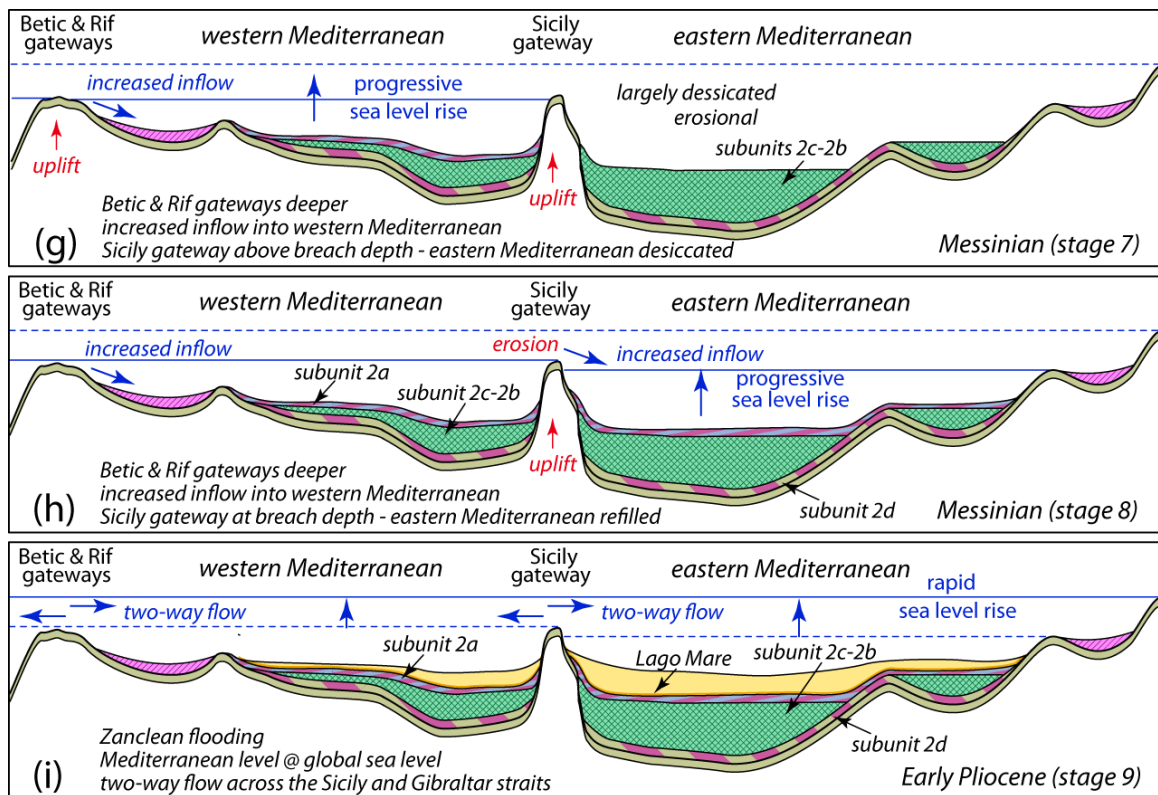 Betic & Rif
gateways
western Mediterranean
Sicily
gateway
eastern Mediterranean
increased inflow
progressive
sea level rise
largely dessicated
erosional
subunits 2c-2b
uplift
uplift
Betic & Rif gateways deeper
increased inflow into western Mediterranean
Sicily gateway above breach depth - eastern Mediterranean desiccated
(g)
Messinian (stage 7)
Betic & Rif
gateways
western Mediterranean
Sicily
gateway
eastern Mediterranean
increased inflow
erosion
increased inflow
subunit 2a
subunit 2c-2b
progressive
sea level rise
uplift
Betic & Rif gateways deeper
increased inflow into western Mediterranean
Sicily gateway at breach depth - eastern Mediterranean refilled
(h)
subunit 2d
Messinian (stage 8)
Betic & Rif
gateways
western Mediterranean
Sicily
gateway
eastern Mediterranean
rapid
sea level rise
two-way flow
two-way flow
subunit 2a
Lago Mare
subunit 2c-2b
subunit 2d
Zanclean flooding
Mediterranean level @ global sea level
two-way flow across the Sicily and Gibraltar straits
(i)
Early Pliocene (stage 9)